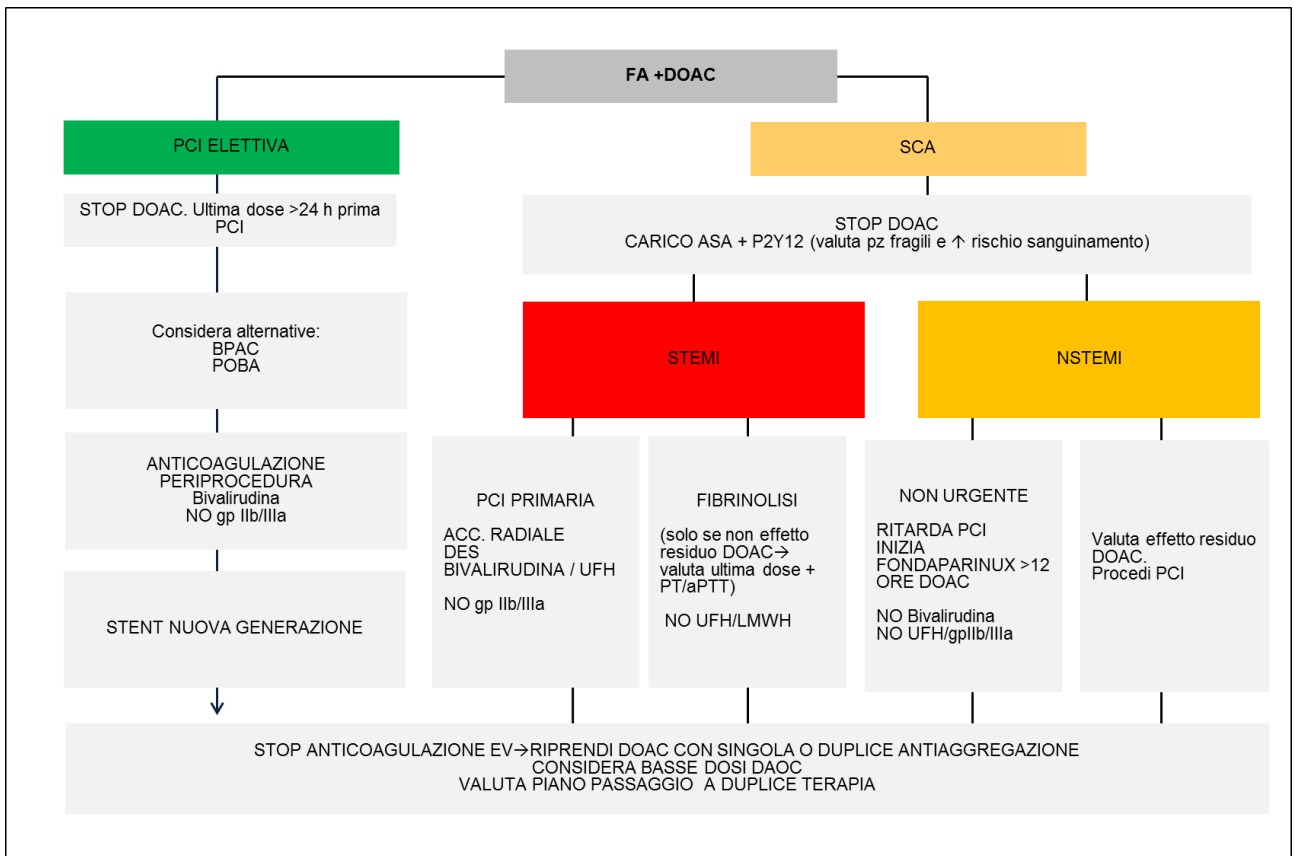 FA +DOAC
PCI ELETTIVA
STOP DOAC. Ultima dose >24 h prima
PCI
Considera alternative:
BPAC
POBA
ANTICOAGULAZIONE
PERIPROCEDURA
Bivalirudina
NO gp IIb/IIIa
STENT NUOVA GENERAZIONE
SCA
STOP DOAC
CARICO ASA + P2Y12 (valuta pz fragili e ↑ rischio sanguinamento)
STEMI
PCI PRIMARIA
ACC. RADIALE
DES
BIVALIRUDINA / UFH
NO gp IIb/IIIa
FIBRINOLISI
(solo se non effetto
residuo DOAC→
valuta ultima dose +
PT/aPTT)
NO UFH/LMWH
NSTEMI
NON URGENTE
RITARDA PCI
INIZIA
FONDAPARINUX >12
ORE DOAC
NO Bivalirudina
NO UFH/gpIIb/IIIa
Valuta effetto residuo
DOAC.
Procedi PCI
STOP ANTICOAGULAZIONE EV→RIPRENDI DOAC CON SINGOLA O DUPLICE ANTIAGGREGAZIONE
CONSIDERA BASSE DOSI DAOC
VALUTA PIANO PASSAGGIO A DUPLICE TERAPIA